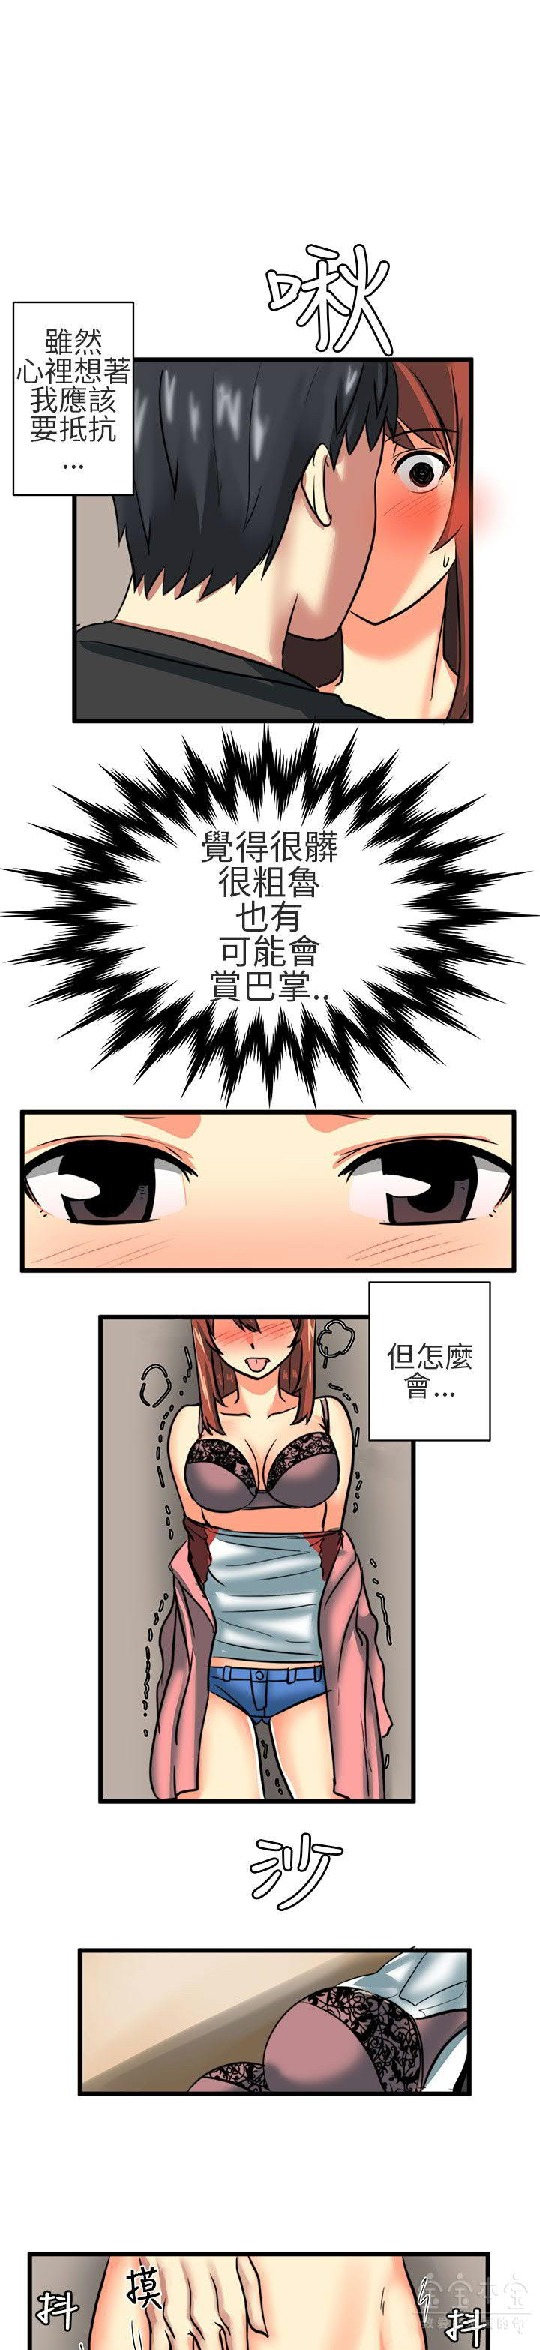 啾
雖然
心裡想著
我應該
要抵抗
...
覺得很髒
很粗魯
也有
可能會
賞巴掌..
但怎麼
會...
沙
摸
抖
抖